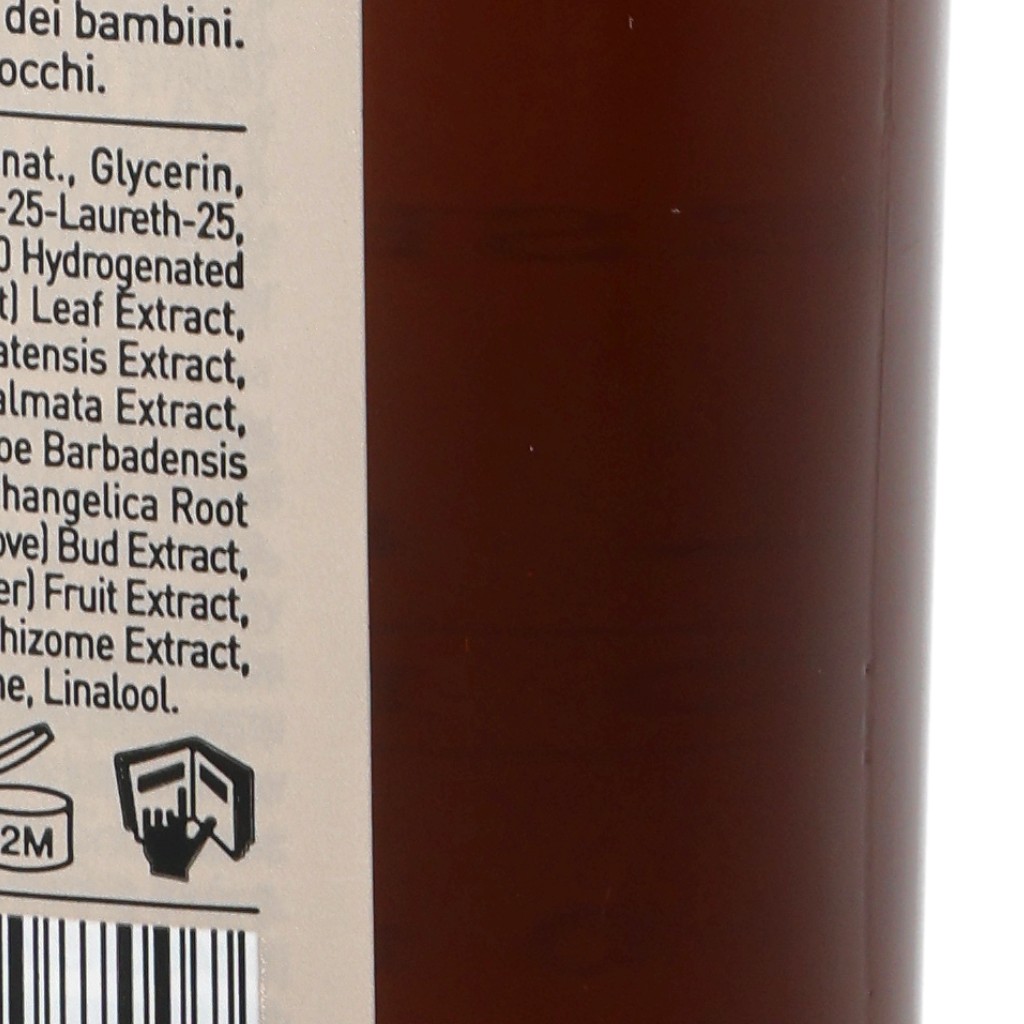 dei bambini.
occhi.
nat., Glycerin,
-25-Laureth-25,
0 Hydrogenated
t) Leaf Extract,
atensis Extract,
almata Extract,
oe Barbadensis
hangelica Root
ove) Bud Extract,
er) Fruit Extract,
hizome Extract,
ne, Linalool.
2M